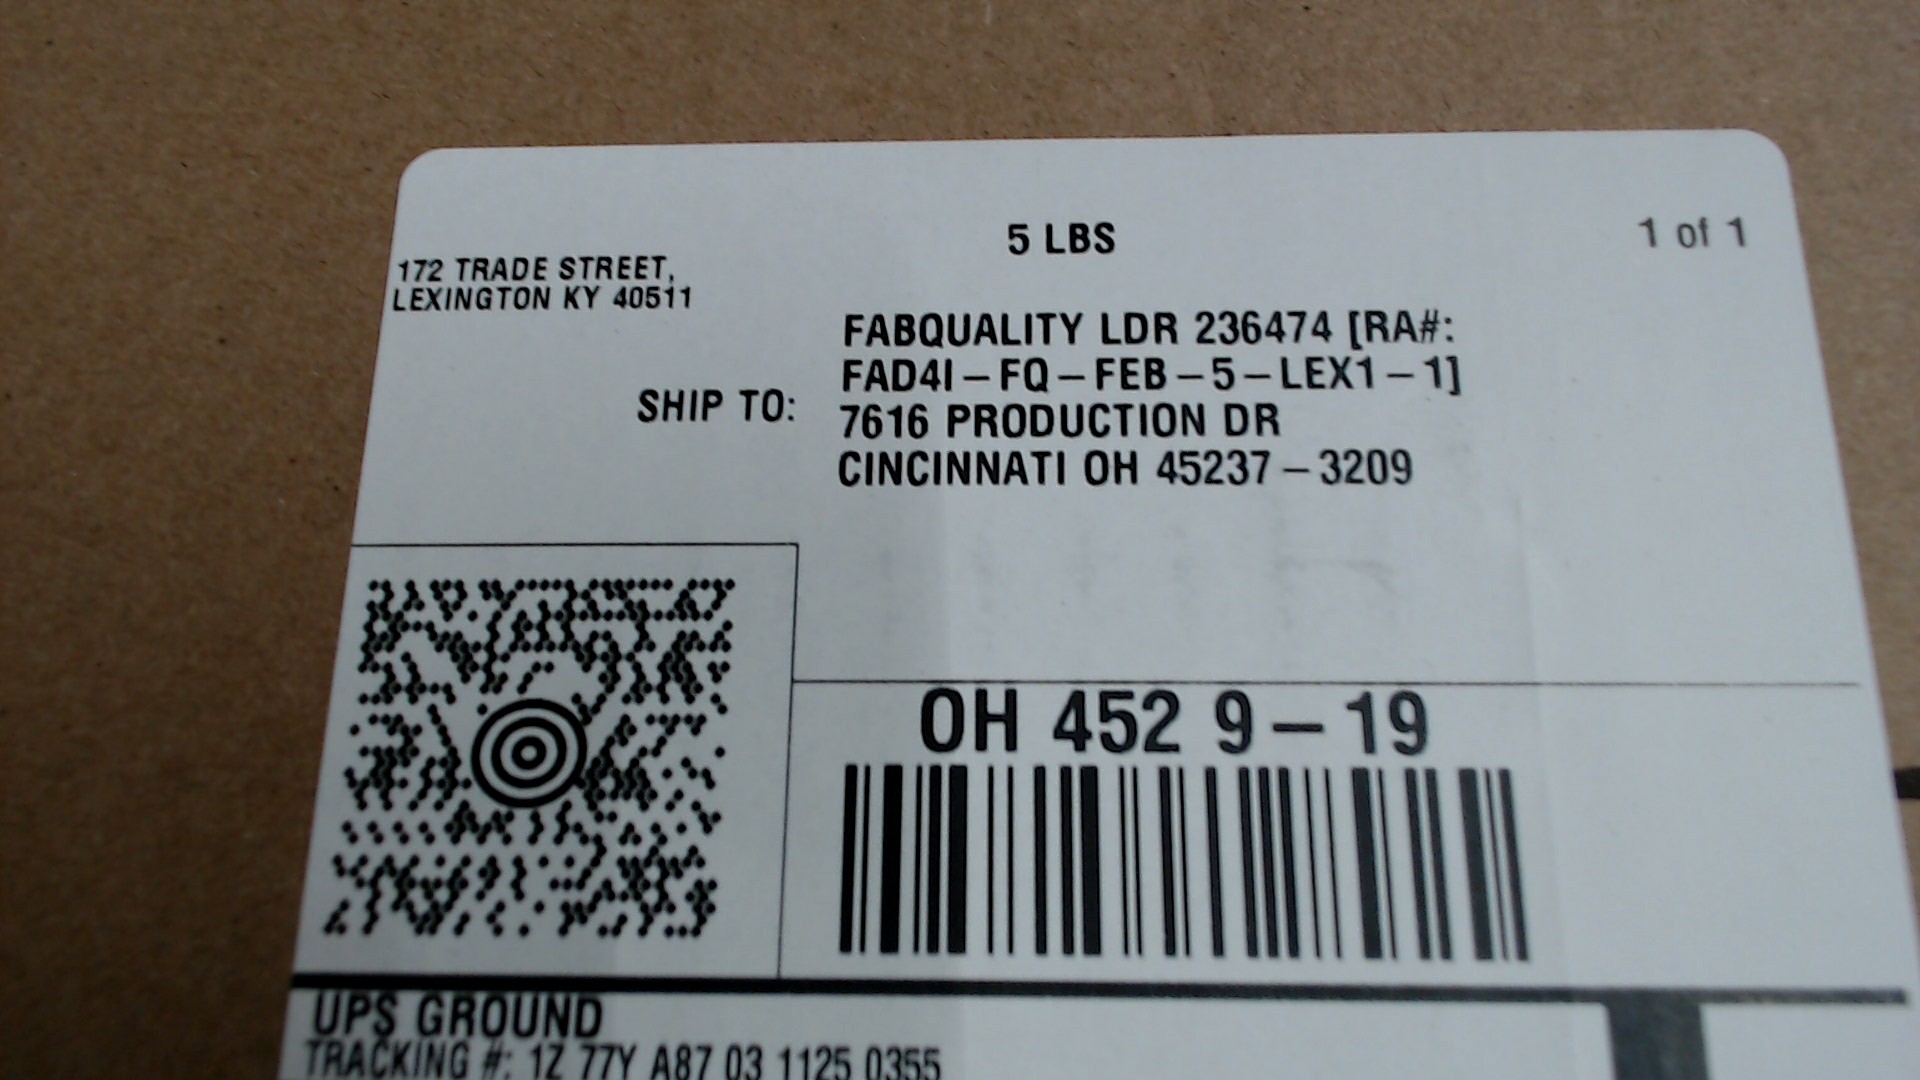 5 LBS
1 of 1
172 TRADE STREET,
LEXINGTON KY 40511
FABQUALITY LDR 236474 [RA#:
FAD4I-FQ-FEB-5-LEX1-1]
SHIP TO:
7616 PRODUCTION DR
CINCINNATI OH 45237-3209
OH 452 9-19
UPS GROUND
TRACKING #: 1Z 77Y A87 03 1125 0355